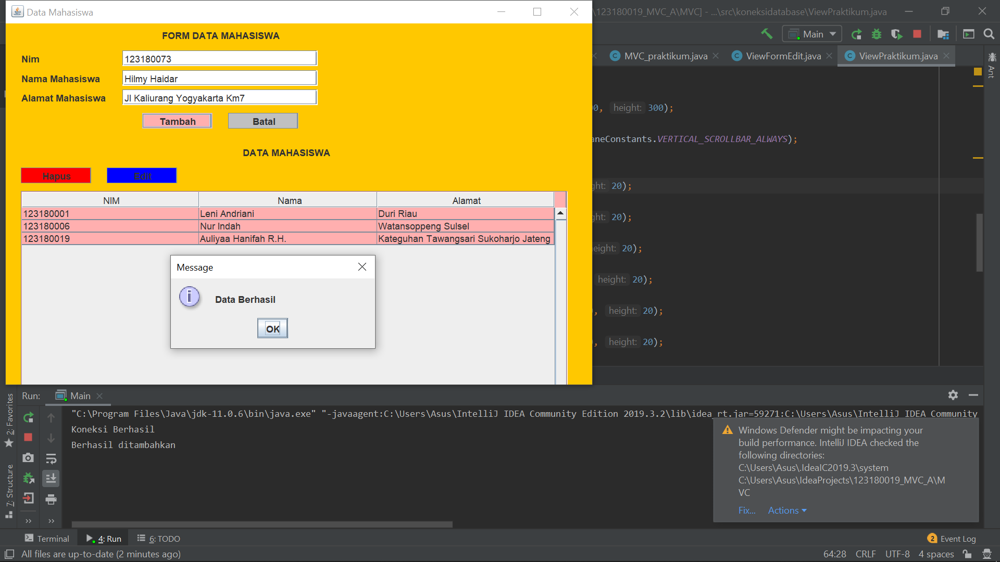 Data Mahasiswa
\123180019_MVC_A\MVC] - ...\src\koneksidatabase\ViewPraktikum.java
FORM DATA MAHASISWA
Nim 123180073
Nama Mahasiswa Hilmy Haidar
Alamat Mahasiswa Jl Kaliurang Yogyakarta Km7
Tambah Batal
DATA MAHASISWA
Hapus Edit
NIM Nama Alamat
123180001 Leni Andriani Duri Riau
123180006 Nur Indah Watansoppeng Sulsel
123180019 Auliyaa Hanifah R.H. Kateguhan Tawangsari Sukoharjo Jateng
Message
Data Berhasil
OK
Main
MVC_praktikum.java ViewFormEdit.java ViewPraktikum.java
Ant
0, height: 300);
aneConstants.VERTICAL_SCROLLBAR_ALWAYS);
ght: 20);
ght: 20);
eight: 20);
height: 20);
, height: 20);
, height: 20);
2: Favorites
7: Structure
Run: Main
"C:\Program Files\Java\jdk-11.0.6\bin\java.exe" "-javaagent:C:\Users\Asus\IntelliJ IDEA Community Edition 2019.3.2\lib\idea_rt.jar=59271:C:\Users\Asus\IntelliJ IDEA Community
Koneksi Berhasil
Berhasil ditambahkan
Windows Defender might be impacting your
build performance. IntelliJ IDEA checked the
following directories:
C:\Users\Asus\.IdeaIC2019.3\system
C:\Users\Asus\IdeaProjects\123180019_MVC_A\M
VC
Fix... Actions
Terminal 4: Run 6: TODO 2 Event Log
All files are up-to-date (2 minutes ago) 64:28 CRLF UTF-8 4 spaces